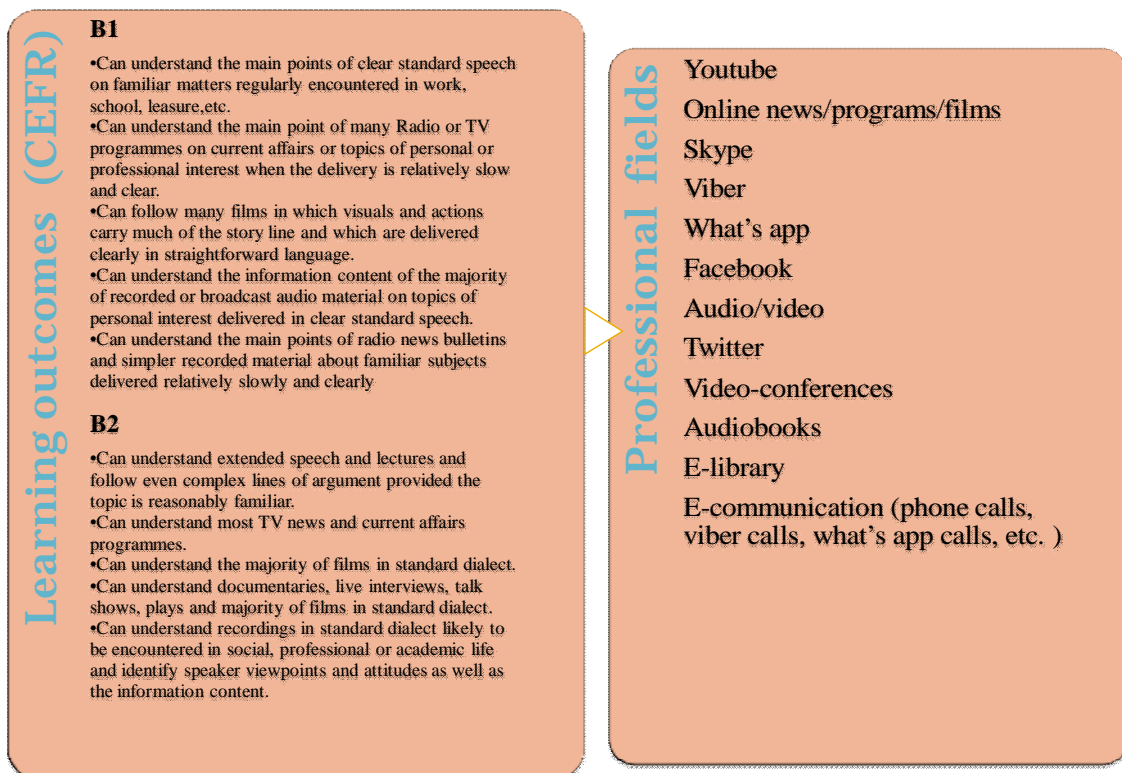 Learning outcomes (CEFR)
B1
•Can understand the main points of clear standard speech
on familiar matters regularly encountered in work,
school, leasure,etc.
•Can understand the main point of many Radio or TV
programmes on current affairs or topics of personal or
professional interest when the delivery is relatively slow
and clear.
•Can follow many films in which visuals and actions
carry much of the story line and which are delivered
clearly in straightforward language.
•Can understand the information content of the majority
of recorded or broadcast audio material on topics of
personal interest delivered in clear standard speech.
•Can understand the main points of radio news bulletins
and simpler recorded material about familiar subjects
delivered relatively slowly and clearly
B2
•Can understand extended speech and lectures and
follow even complex lines of argument provided the
topic is reasonably familiar.
•Can understand most TV news and current affairs
programmes.
•Can understand the majority of films in standard dialect.
•Can understand documentaries, live interviews, talk
shows, plays and majority of films in standard dialect.
•Can understand recordings in standard dialect likely to
be encountered in social, professional or academic life
and identify speaker viewpoints and attitudes as well as
the information content.
Professional fields
Youtube
Online news/programs/films
Skype
Viber
What's app
Facebook
Audio/video
Twitter
Video-conferences
Audiobooks
E-library
E-communication (phone calls,
viber calls, what's app calls, etc. )